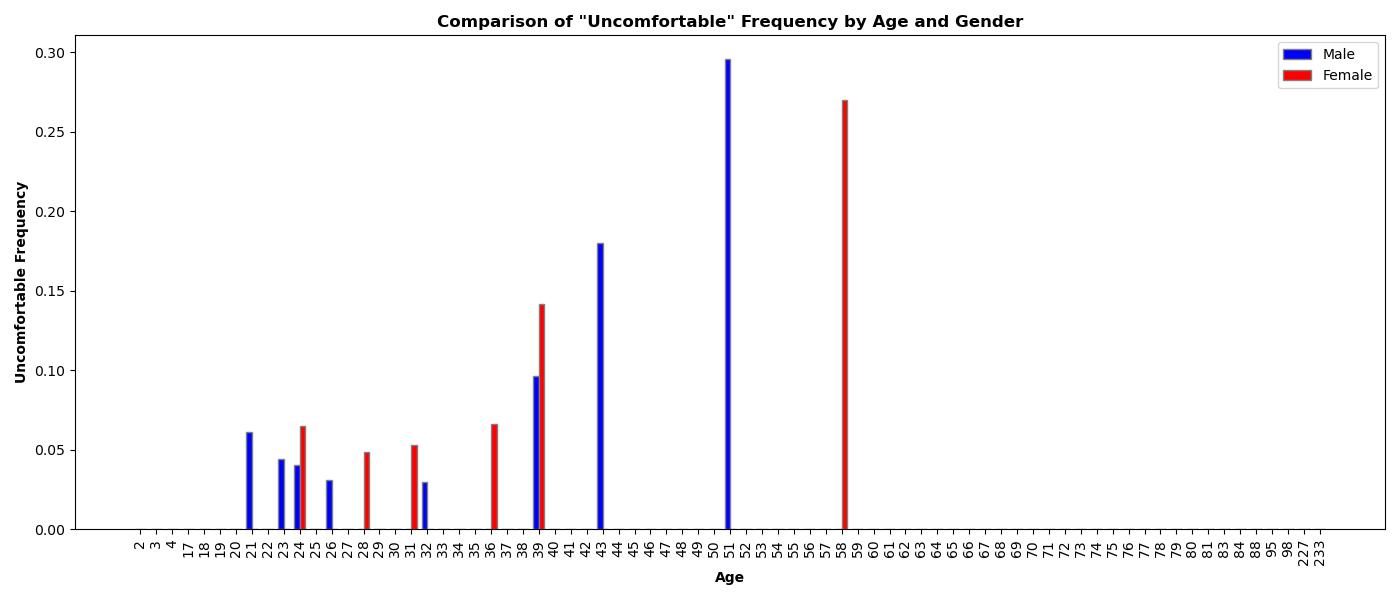 Comparison of "Uncomfortable" Frequency by Age and Gender
Male
Female
Uncomfortable Frequency
0.30
0.25
0.20
0.15
0.10
0.05
0.00
2 3 4 17 18 19 20 21 22 23 24 25 26 27 28 29 30 31 32 33 34 35 36 37 38 39 40 41 42 43 44 45 46 47 48 49 50 51 52 53 54 55 56 57 58 59 60 61 62 63 64 65 66 67 68 69 70 71 72 73 74 75 76 77 78 79 80 81 83 84 88 95 98 227 233
Age